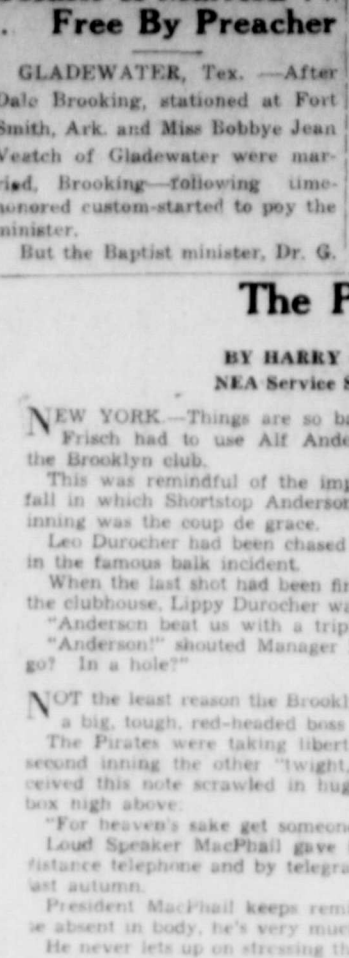 . Free By Preacher
GLADEWATER, Tex. —After
Dale Brooking, stationed at Fort
Smith, Ark. and Miss Bobbye Jean
Veatch of Gladewater were mar-
ried, Brooking—following time-
honored custom-started to poy the
minister.
But the Baptist minister, Dr. G.
The P
BY HARRY
NEA Service S
NEW YORK.—Things are so ba
Frisch had to use Alf Ande
the Brooklyn club.
This was remindful of the imp
fall in which Shortstop Anderson
inning was the coup de grace.
Leo Durocher had been chased
in the famous balk incident.
When the last shot had been fir
the clubhouse, Lippy Durocher wa
"Anderson beat us with a trip
"Anderson!" shouted Manager
go? In a hole?"
NOT the least reason the Brookl
a big, tough, red-headed boss
The Pirates were taking libert
second inning the other "twight,
ceived this note scrawled in hug
box nigh above:
"For heaven's sake get someon
Loud Speaker MacPhail gave
distance telephone and by telegra
last autumn.
President MacPhail keeps rem
be absent in body, he's very muc
He never lets up on stressing th